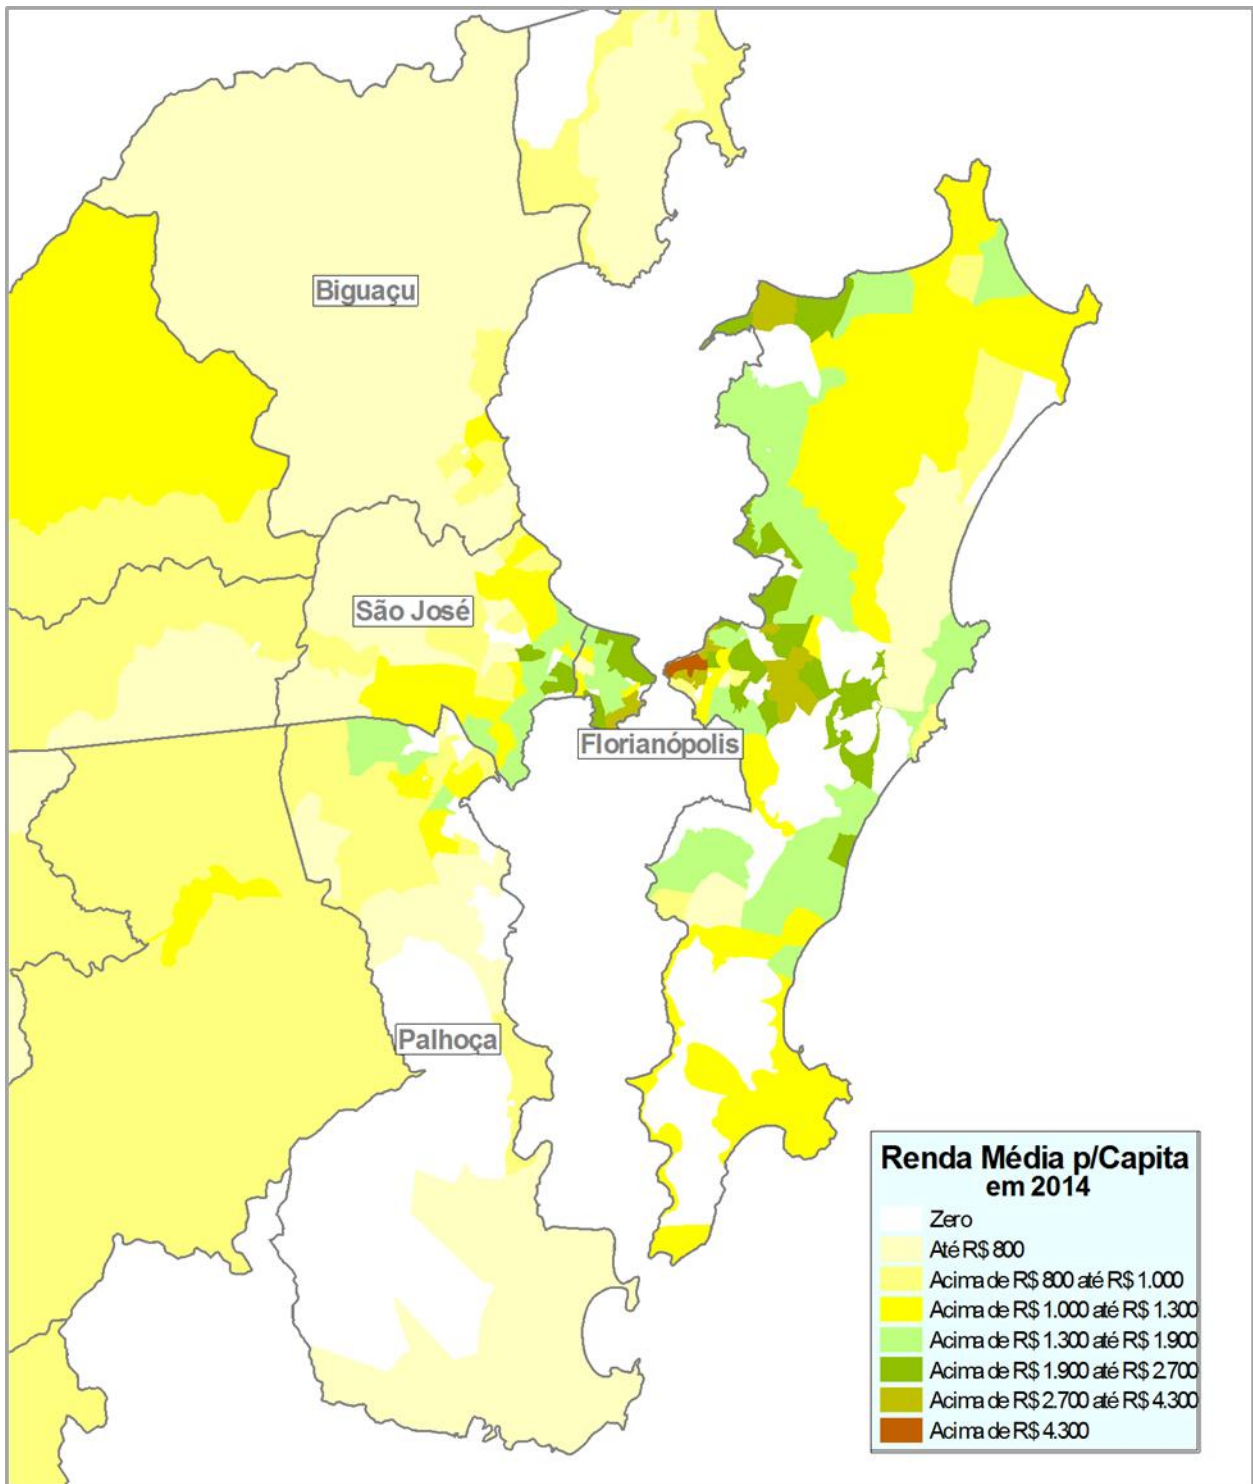 Biguaçu
São José
Florianópolis
Palhoça
Renda Média p/Capita
em 2014
Zero
Até R$ 800
Acima de R$ 800 até R$ 1.000
Acima de R$ 1.000 até R$ 1.300
Acima de R$ 1.300 até R$ 1.900
Acima de R$ 1.900 até R$ 2.700
Acima de R$ 2.700 até R$ 4.300
Acima de R$ 4.300